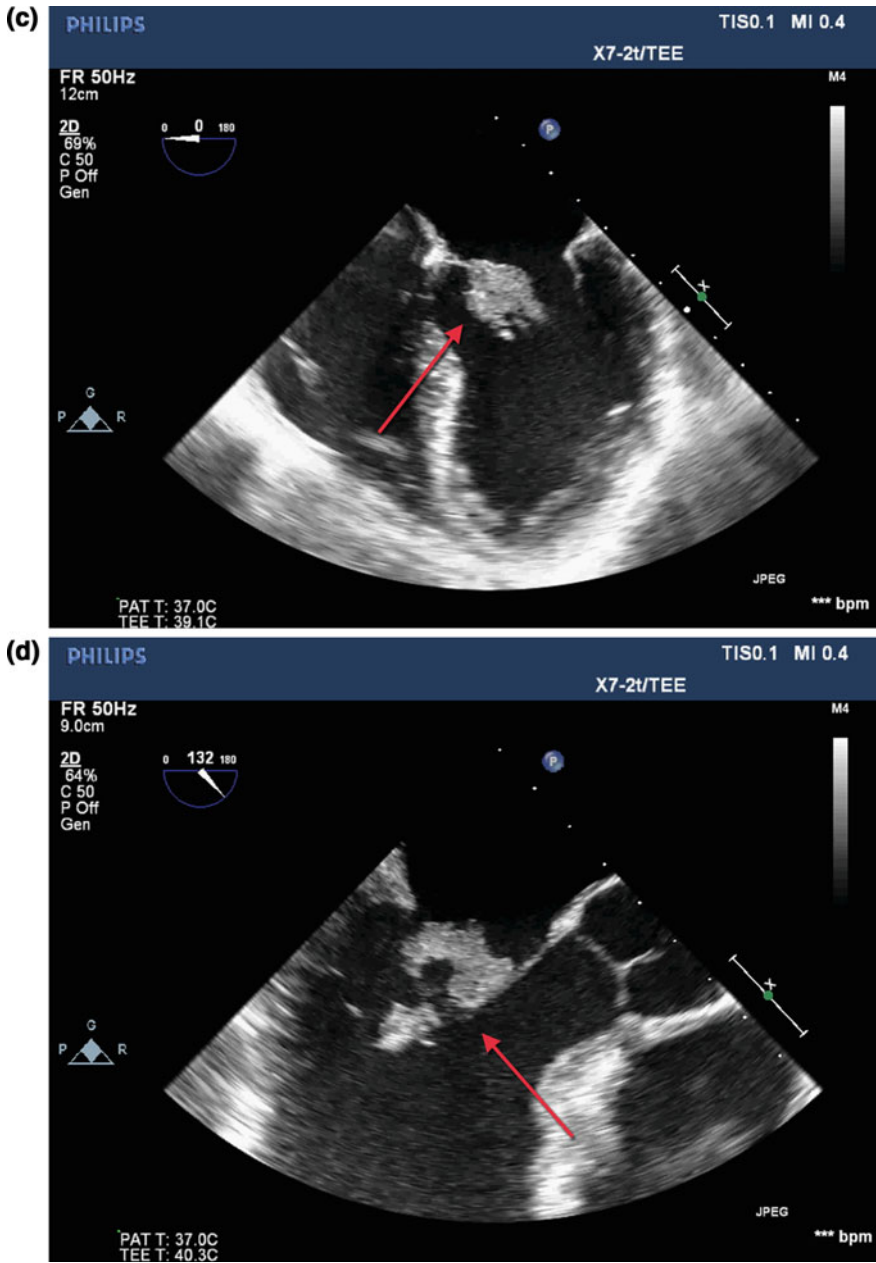 (c)
PHILIPS
TIS0.1 MI 0.4
X7-2t/TEE
FR 50Hz
12cm
M4
2D
69%
C 50
P Off
Gen
0 0 180
P
X
G
P R
JPEG
*** bpm
PAT T: 37.0C
TEE T: 39.1C
(d)
PHILIPS
TIS0.1 MI 0.4
X7-2t/TEE
FR 50Hz
9.0cm
M4
2D
64%
C 50
P Off
Gen
0 132 180
P
X
G
P R
JPEG
*** bpm
PAT T: 37.0C
TEE T: 40.3C